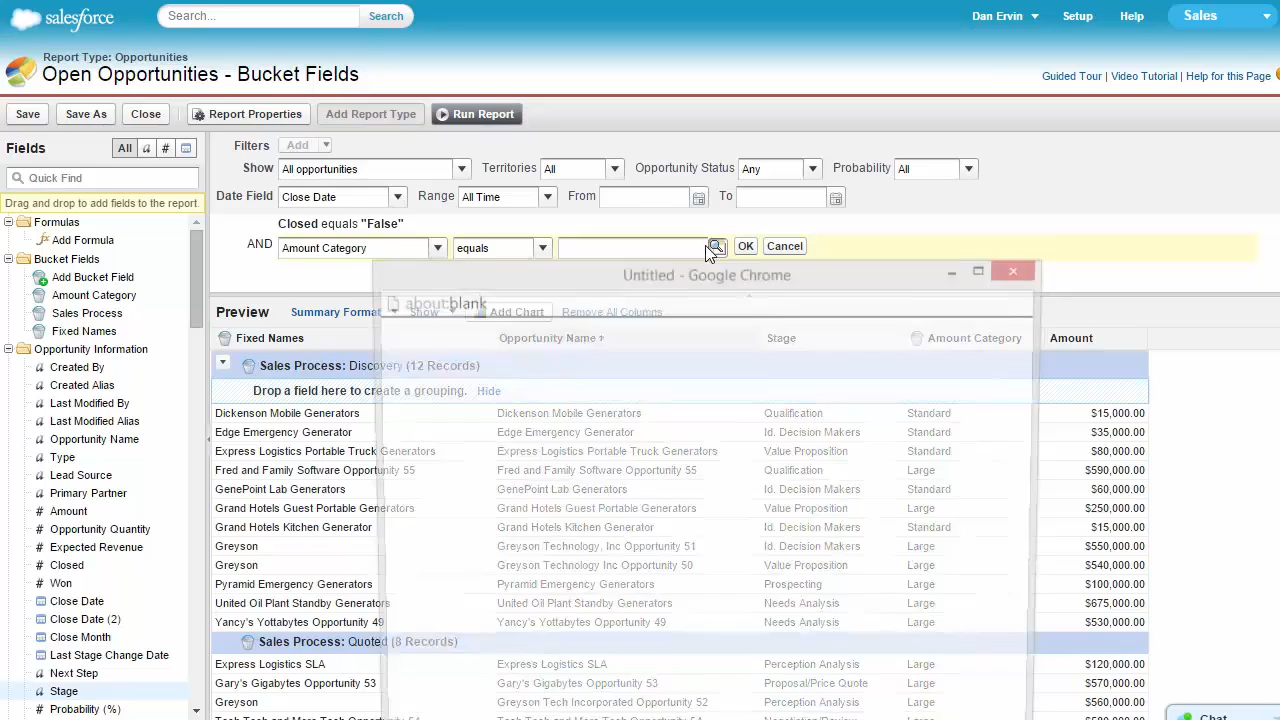 salesforce
Search...
Search
Dan Ervin
Setup
Help
Sales
Report Type: Opportunities
Open Opportunities - Bucket Fields
Guided Tour | Video Tutorial | Help for this Page
Save
Save As
Close
Report Properties
Add Report Type
Run Report
Fields
All
a
#
Quick Find
Drag and drop to add fields to the report.
Formulas
fx Add Formula
Bucket Fields
Add Bucket Field
Amount Category
Sales Process
Fixed Names
Opportunity Information
a Created By
a Created Alias
a Last Modified By
a Last Modified Alias
a Opportunity Name
a Type
a Lead Source
a Primary Partner
# Amount
# Opportunity Quantity
# Expected Revenue
# Closed
# Won
Close Date
Close Date (2)
Close Month
Last Stage Change Date
a Next Step
a Stage
# Probability (%)
Filters
Add
Show
All opportunities
Territories
All
Opportunity Status
Any
Probability
All
Date Field
Close Date
Range
All Time
From
To
Closed equals "False"
AND
Amount Category
equals
OK
Cancel
Untitled - Google Chrome
about:blank
Preview
Summary Format
Show
Add Chart
Remove All Columns
Fixed Names
Opportunity Name ↑
Stage
Amount Category
Amount
Sales Process: Discovery (12 Records)
Drop a field here to create a grouping. Hide
Dickenson Mobile Generators Dickenson Mobile Generators Qualification Standard $15,000.00
Edge Emergency Generator Edge Emergency Generator Id. Decision Makers Standard $35,000.00
Express Logistics Portable Truck Generators Express Logistics Portable Truck Generators Value Proposition Standard $80,000.00
Fred and Family Software Opportunity 55 Fred and Family Software Opportunity 55 Qualification Large $590,000.00
GenePoint Lab Generators GenePoint Lab Generators Id. Decision Makers Standard $60,000.00
Grand Hotels Guest Portable Generators Grand Hotels Guest Portable Generators Value Proposition Large $250,000.00
Grand Hotels Kitchen Generator Grand Hotels Kitchen Generator Id. Decision Makers Standard $15,000.00
Greyson Greyson Technology, Inc Opportunity 51 Id. Decision Makers Large $550,000.00
Greyson Greyson Technology Inc Opportunity 50 Value Proposition Large $540,000.00
Pyramid Emergency Generators Pyramid Emergency Generators Prospecting Large $100,000.00
United Oil Plant Standby Generators United Oil Plant Standby Generators Needs Analysis Large $675,000.00
Yancy's Yottabytes Opportunity 49 Yancy's Yottabytes Opportunity 49 Needs Analysis Large $530,000.00
Sales Process: Quoted (8 Records)
Express Logistics SLA Express Logistics SLA Perception Analysis Large $120,000.00
Gary's Gigabytes Opportunity 53 Gary's Gigabytes Opportunity 53 Proposal/Price Quote Large $570,000.00
Greyson Greyson Tech Incorporated Opportunity 52 Perception Analysis Large $560,000.00
Chat